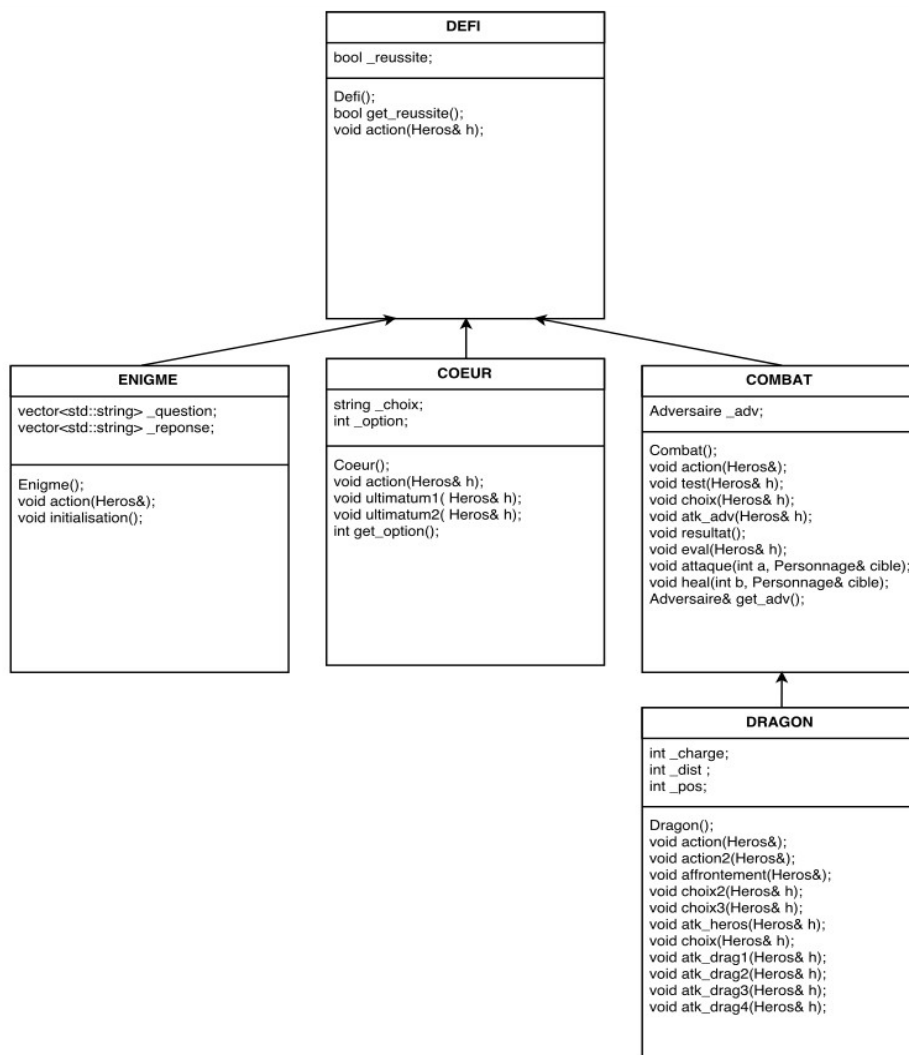 DEFI
bool _reussite;
Defi();
bool get_reussite();
void action(Heros& h);
ENIGME
vector<std::string> _question;
vector<std::string> _reponse;
Enigme();
void action(Heros&);
void initialisation();
COEUR
string _choix;
int _option;
Coeur();
void action(Heros& h);
void ultimatum1( Heros& h);
void ultimatum2( Heros& h);
int get_option();
COMBAT
Adversaire _adv;
Combat();
void action(Heros&);
void test(Heros& h);
void choix(Heros& h);
void atk_adv(Heros& h);
void resultat();
void eval(Heros& h);
void attaque(int a, Personnage& cible);
void heal(int b, Personnage& cible);
Adversaire& get_adv();
DRAGON
int _charge;
int _dist ;
int _pos;
Dragon();
void action(Heros&);
void action2(Heros&);
void affrontement(Heros&);
void choix2(Heros& h);
void choix3(Heros& h);
void atk_heros(Heros& h);
void choix(Heros& h);
void atk_drag1(Heros& h);
void atk_drag2(Heros& h);
void atk_drag3(Heros& h);
void atk_drag4(Heros& h);